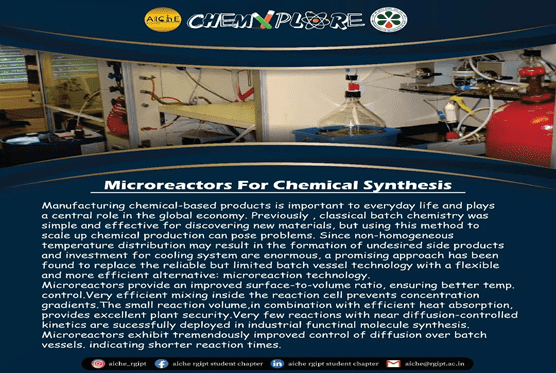 AIChE CHEMXPLORE
Microreactors For Chemical Synthesis
Manufacturing chemical-based products is important to everyday life and plays
a central role in the global economy. Previously , classical batch chemistry was
simple and effective for discovering new materials, but using this method to
scale up chemical production can pose problems. Since non-homogeneous
temperature distribution may result in the formation of undesired side products
and investment for cooling system are enormous, a promising approach has been
found to replace the reliable but limited batch vessel technology with a flexible
and more efficient alternative: microreaction technology.
Microreactors provide an improved surface-to-volume ratio, ensuring better temp.
control.Very efficient mixing inside the reaction cell prevents concentration
gradients.The small reaction volume,in combination with efficient heat absorption,
provides excellent plant security.Very few reactions with near diffusion-controlled
kinetics are sucessfully deployed in industrial functinal molecule synthesis.
Microreactors exhibit tremendously improved control of diffusion over batch
vessels. indicating shorter reaction times.
aiche_rgipt aiche rgipt student chapter aiche rgipt student chapter aiche@rgipt.ac.in